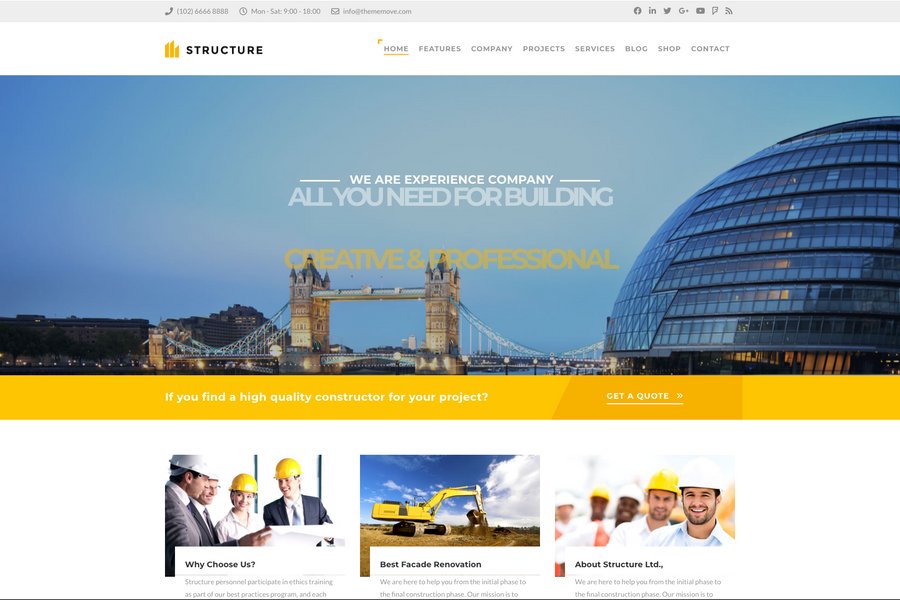 (102) 6666 8888 Mon - Sat: 9:00 - 18:00 info@thememove.com
STRUCTURE
HOME FEATURES COMPANY PROJECTS SERVICES BLOG SHOP CONTACT
WE ARE EXPERIENCE COMPANY
ALL YOU NEED FOR BUILDING
CREATIVE & PROFESSIONAL
If you find a high quality constructor for your project?
GET A QUOTE
Why Choose Us?
Structure personnel participate in ethics training
as part of our best practices program, and each
Best Facade Renovation
We are here to help you from the initial phase to
the final construction phase. Our mission is to
About Structure Ltd.,
We are here to help you from the initial phase to
the final construction phase. Our mission is to